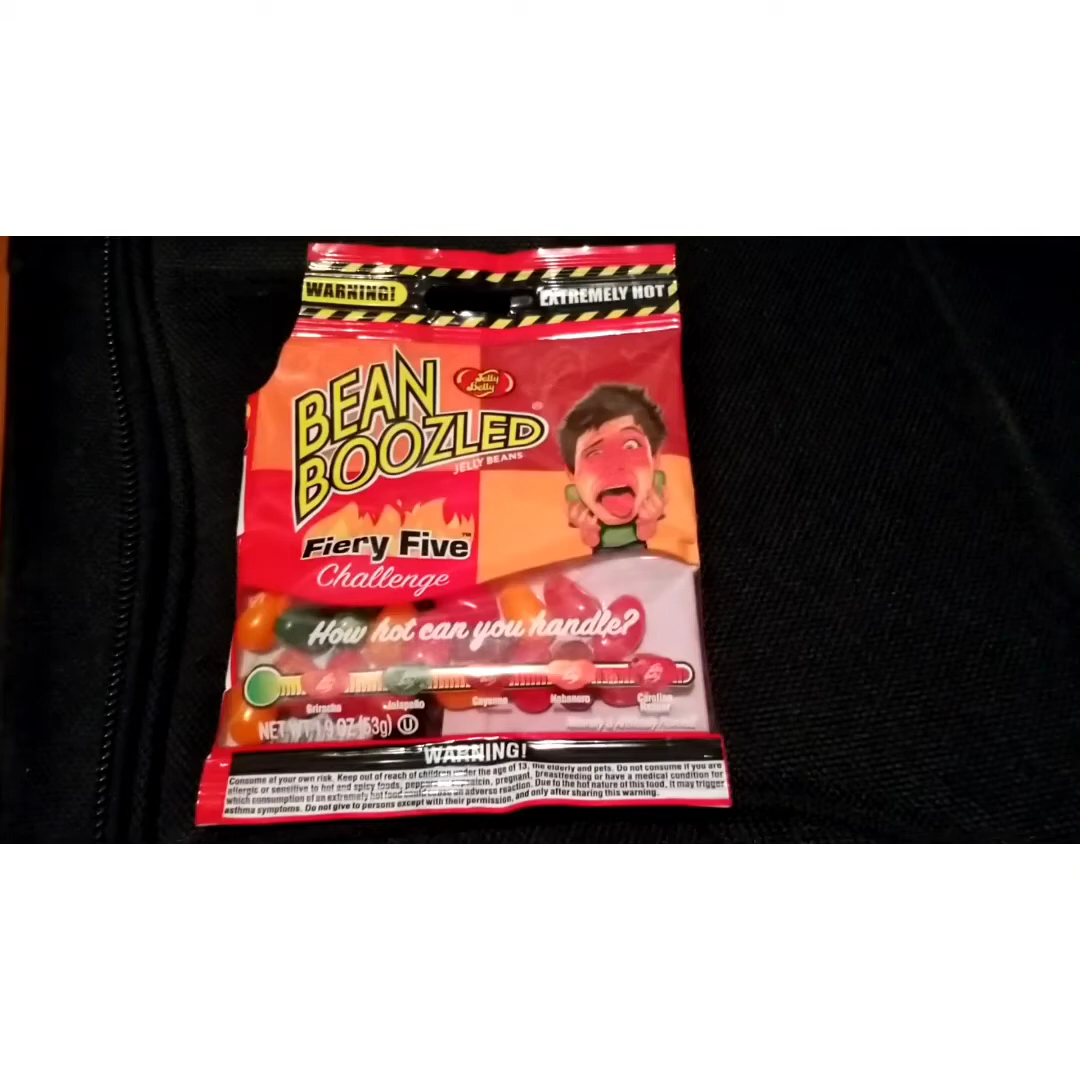 WARNING!
EXTREMELY HOT
Jelly
Belly
BEAN
BOOZLED®
JELLY BEANS
Fiery Five™
Challenge
How hot can you handle?
Sriracha Jalapeño Cayenne Habanero Carolina
Reaper
NET WT 1.9 OZ (53g) U
Naturally & Artificially Flavored
WARNING!
Consume at your own risk. Keep out of reach of children under the age of 13, the elderly and pets. Do not consume if you are
allergic or sensitive to hot and spicy foods, peppers, capsaicin, pregnant, breastfeeding or have a medical condition for
which consumption of an extremely hot food could cause an adverse reaction. Due to the hot nature of this food, it may trigger
asthma symptoms. Do not give to persons except with their permission, and only after sharing this warning.